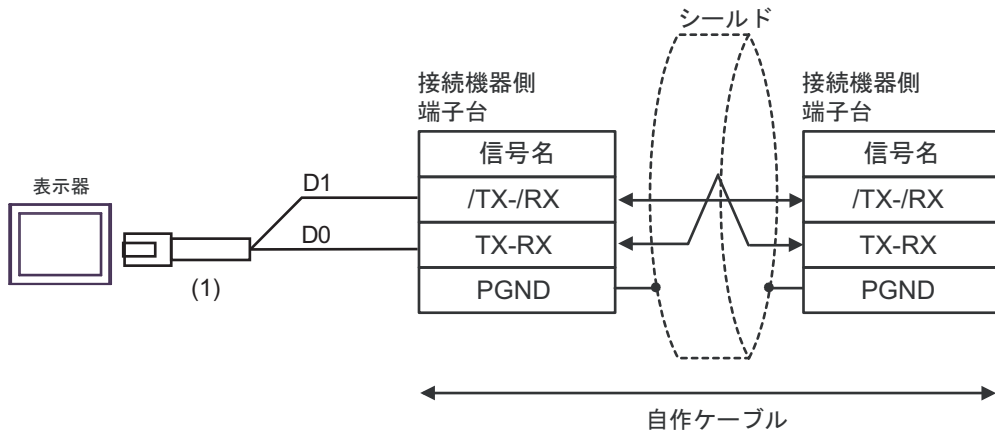 シールド
接続機器側
端子台
接続機器側
端子台
表示器
(1)
D1
D0
信号名
/TX-/RX
TX-RX
PGND
信号名
/TX-/RX
TX-RX
PGND
自作ケーブル